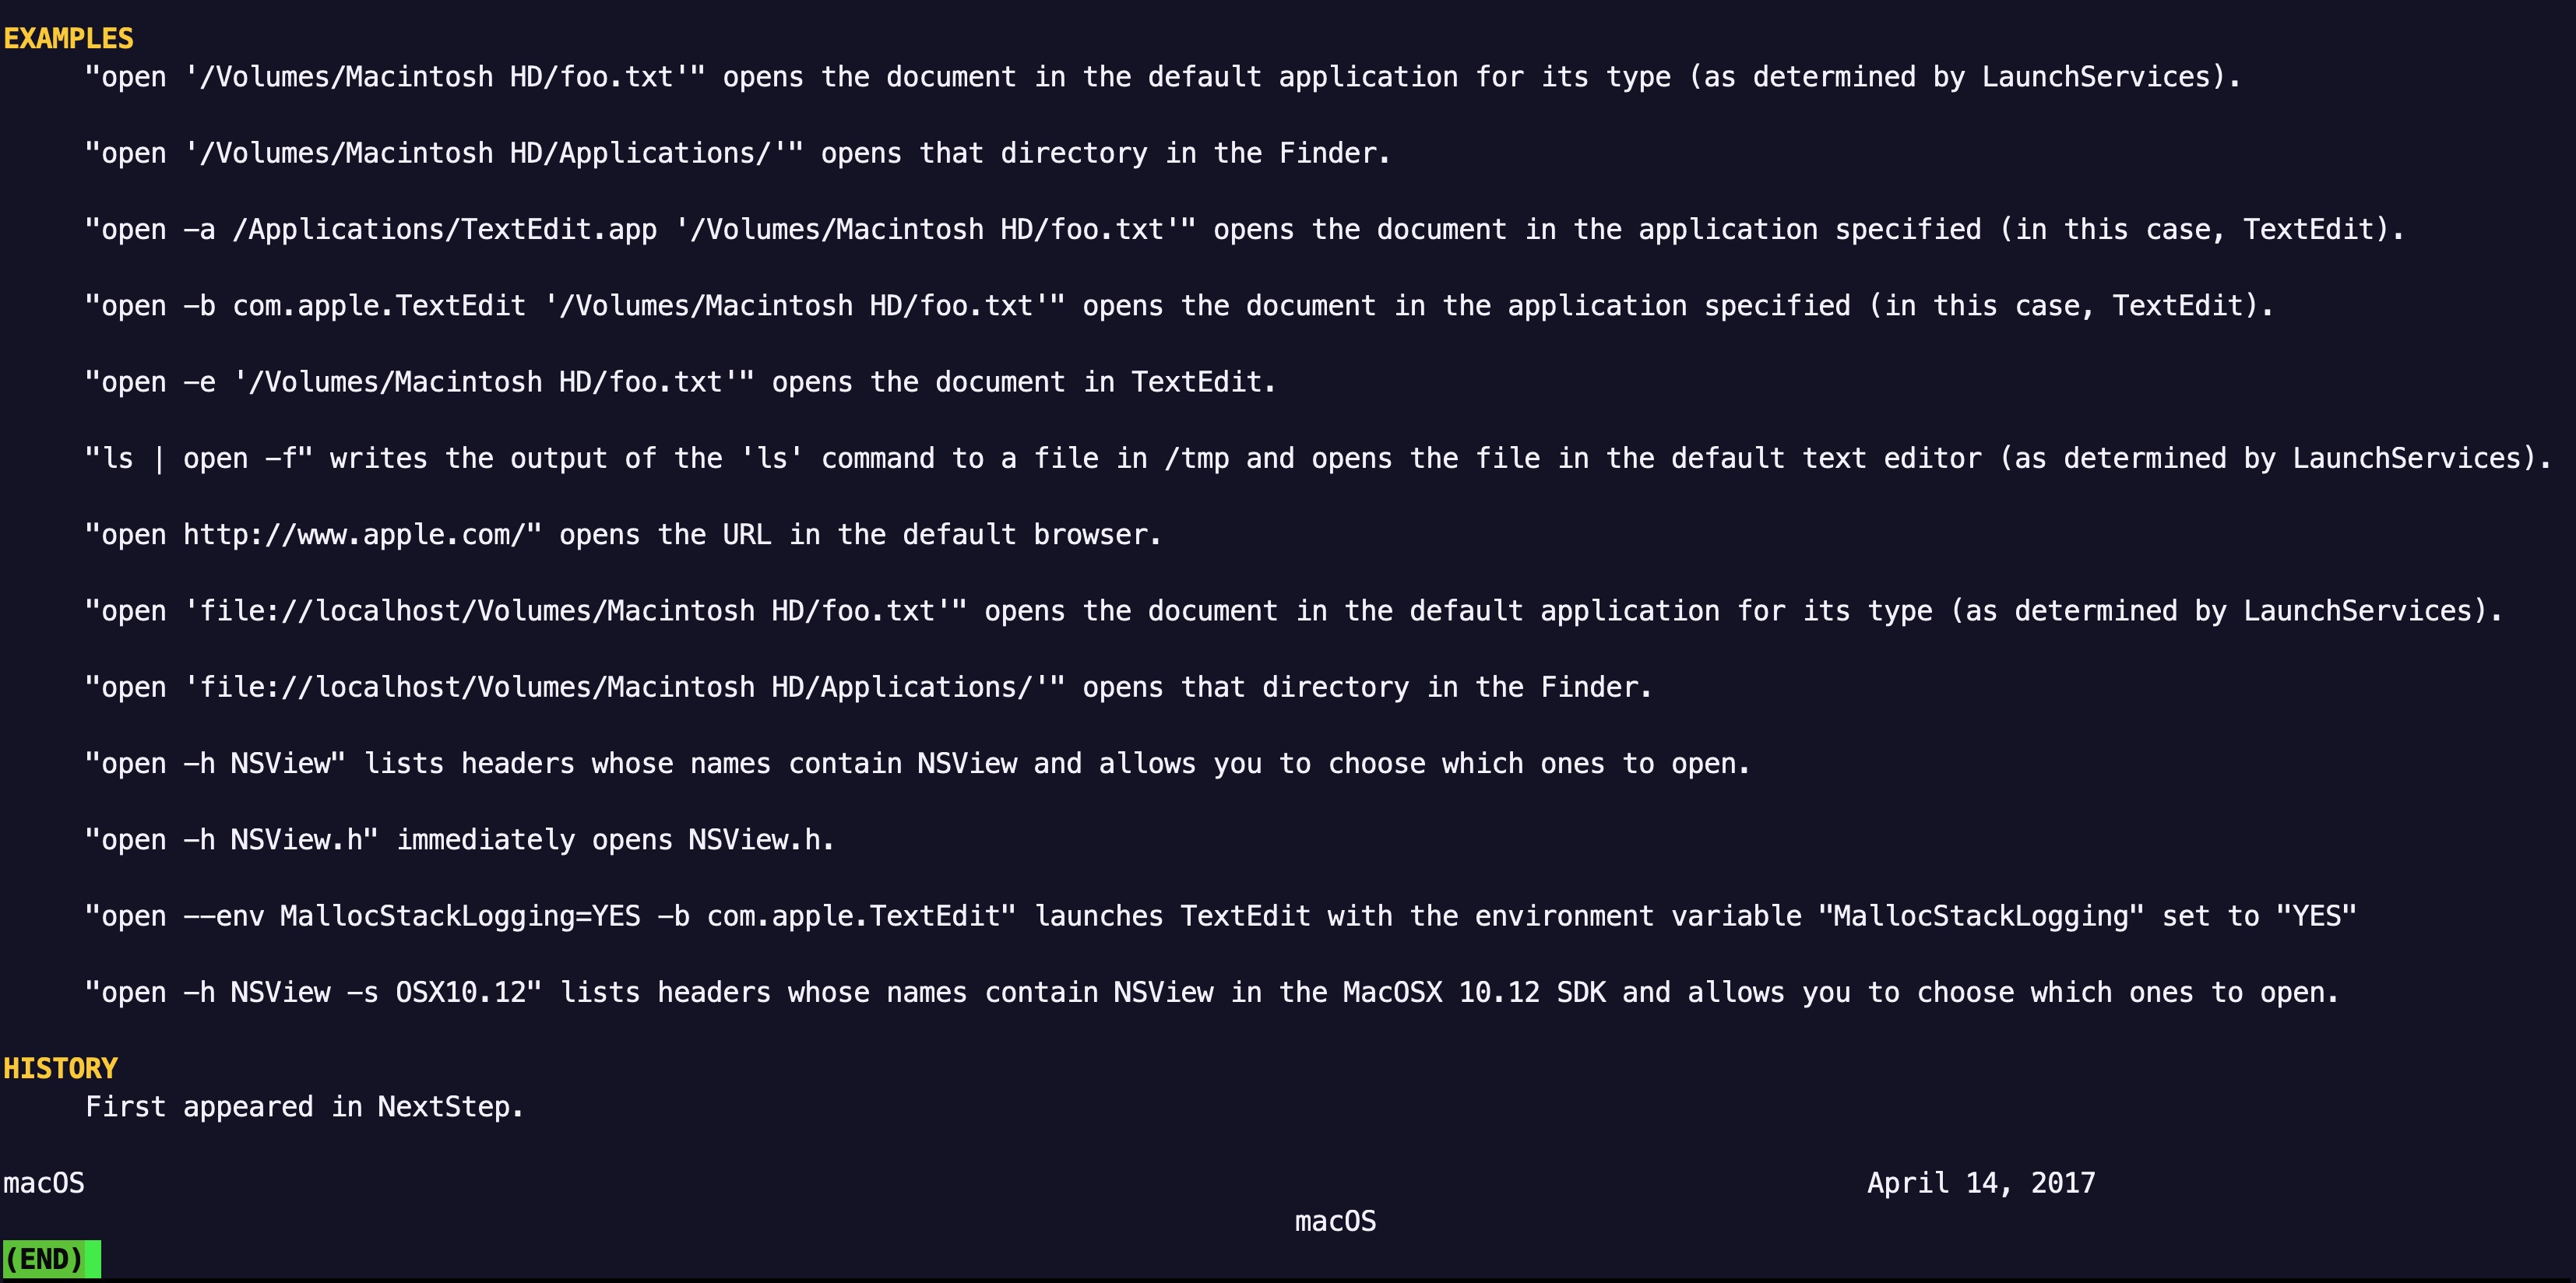 EXAMPLES
"open '/Volumes/Macintosh HD/foo.txt'" opens the document in the default application for its type (as determined by LaunchServices).
"open '/Volumes/Macintosh HD/Applications/'" opens that directory in the Finder.
"open -a /Applications/TextEdit.app '/Volumes/Macintosh HD/foo.txt'" opens the document in the application specified (in this case, TextEdit).
"open -b com.apple.TextEdit '/Volumes/Macintosh HD/foo.txt'" opens the document in the application specified (in this case, TextEdit).
"open -e '/Volumes/Macintosh HD/foo.txt'" opens the document in TextEdit.
"ls | open -f" writes the output of the 'ls' command to a file in /tmp and opens the file in the default text editor (as determined by LaunchServices).
"open http://www.apple.com/" opens the URL in the default browser.
"open 'file://localhost/Volumes/Macintosh HD/foo.txt'" opens the document in the default application for its type (as determined by LaunchServices).
"open 'file://localhost/Volumes/Macintosh HD/Applications/'" opens that directory in the Finder.
"open -h NSView" lists headers whose names contain NSView and allows you to choose which ones to open.
"open -h NSView.h" immediately opens NSView.h.
"open --env MallocStackLogging=YES -b com.apple.TextEdit" launches TextEdit with the environment variable "MallocStackLogging" set to "YES"
"open -h NSView -s OSX10.12" lists headers whose names contain NSView in the MacOSX 10.12 SDK and allows you to choose which ones to open.
HISTORY
First appeared in NextStep.
macOS April 14, 2017
macOS
(END)